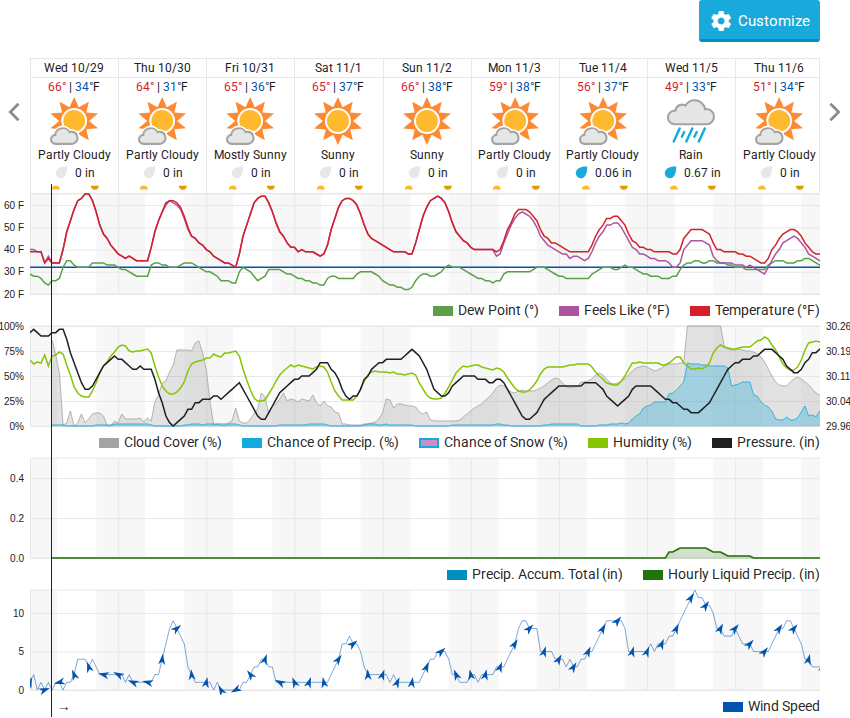 Customize
Wed 10/29 Thu 10/30 Fri 10/31 Sat 11/1 Sun 11/2 Mon 11/3 Tue 11/4 Wed 11/5 Thu 11/6
66° | 34°F 64° | 31°F 65° | 36°F 65° | 37°F 66° | 38°F 59° | 38°F 56° | 37°F 49° | 33°F 51° | 34°F
Partly Cloudy Partly Cloudy Mostly Sunny Sunny Sunny Partly Cloudy Partly Cloudy Rain Partly Cloudy
0 in 0 in 0 in 0 in 0 in 0 in 0.06 in 0.67 in 0 in
60 F
50 F
40 F
30 F
20 F
Dew Point (°) Feels Like (°F) Temperature (°F)
100% 30.26
75% 30.19
50% 30.11
25% 30.04
0% 29.96
Cloud Cover (%) Chance of Precip. (%) Chance of Snow (%) Humidity (%) Pressure. (in)
0.4
0.2
0.0
Precip. Accum. Total (in) Hourly Liquid Precip. (in)
10
5
0
→ Wind Speed